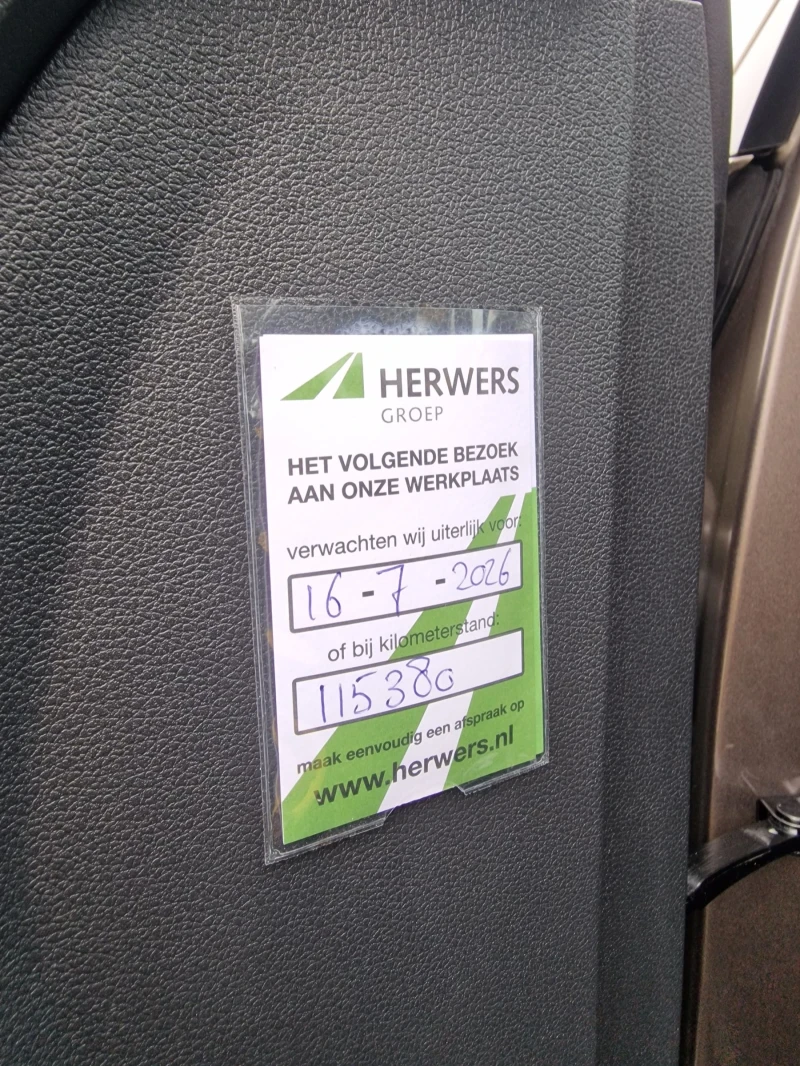 HERWERS
GROEP
HET VOLGENDE BEZOEK
AAN ONZE WERKPLAATS
verwachten wij uiterlijk voor:
16 - 7 - 2026
of bij kilometerstand:
115380
maak eenvoudig een afspraak op
www.herwers.nl